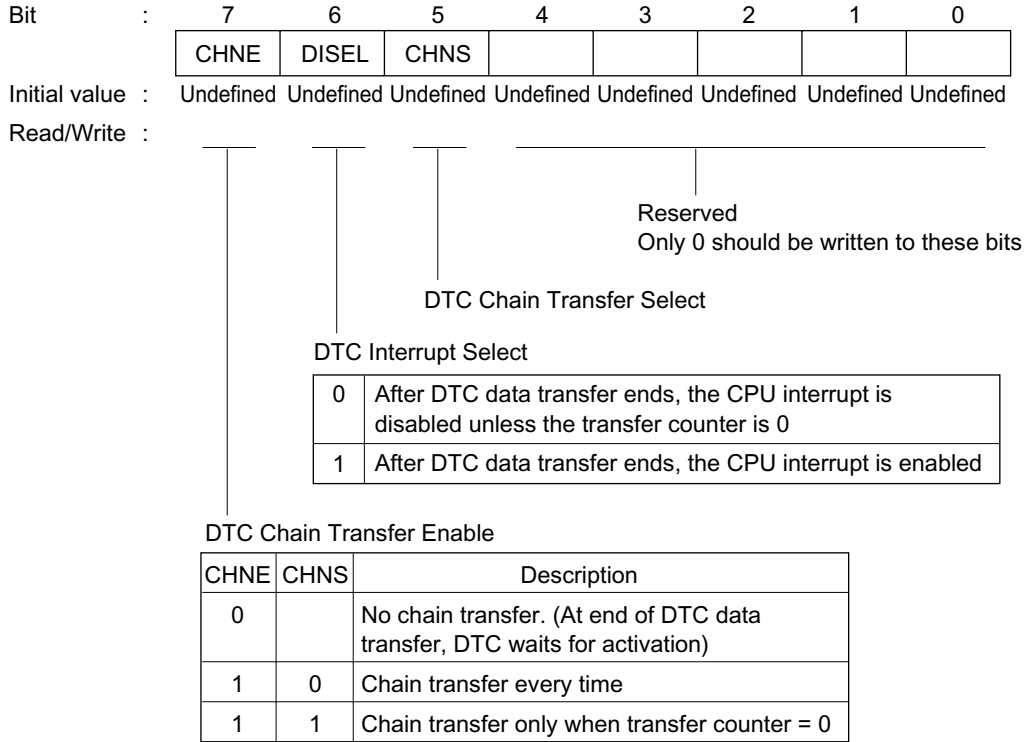 Bit : 7 6 5 4 3 2 1 0
CHNE DISEL CHNS
Initial value : Undefined Undefined Undefined Undefined Undefined Undefined Undefined Undefined
Read/Write :
Reserved
Only 0 should be written to these bits
DTC Chain Transfer Select
DTC Interrupt Select
0 After DTC data transfer ends, the CPU interrupt is
disabled unless the transfer counter is 0
1 After DTC data transfer ends, the CPU interrupt is enabled
DTC Chain Transfer Enable
CHNE CHNS Description
0 No chain transfer. (At end of DTC data
transfer, DTC waits for activation)
1 0 Chain transfer every time
1 1 Chain transfer only when transfer counter = 0